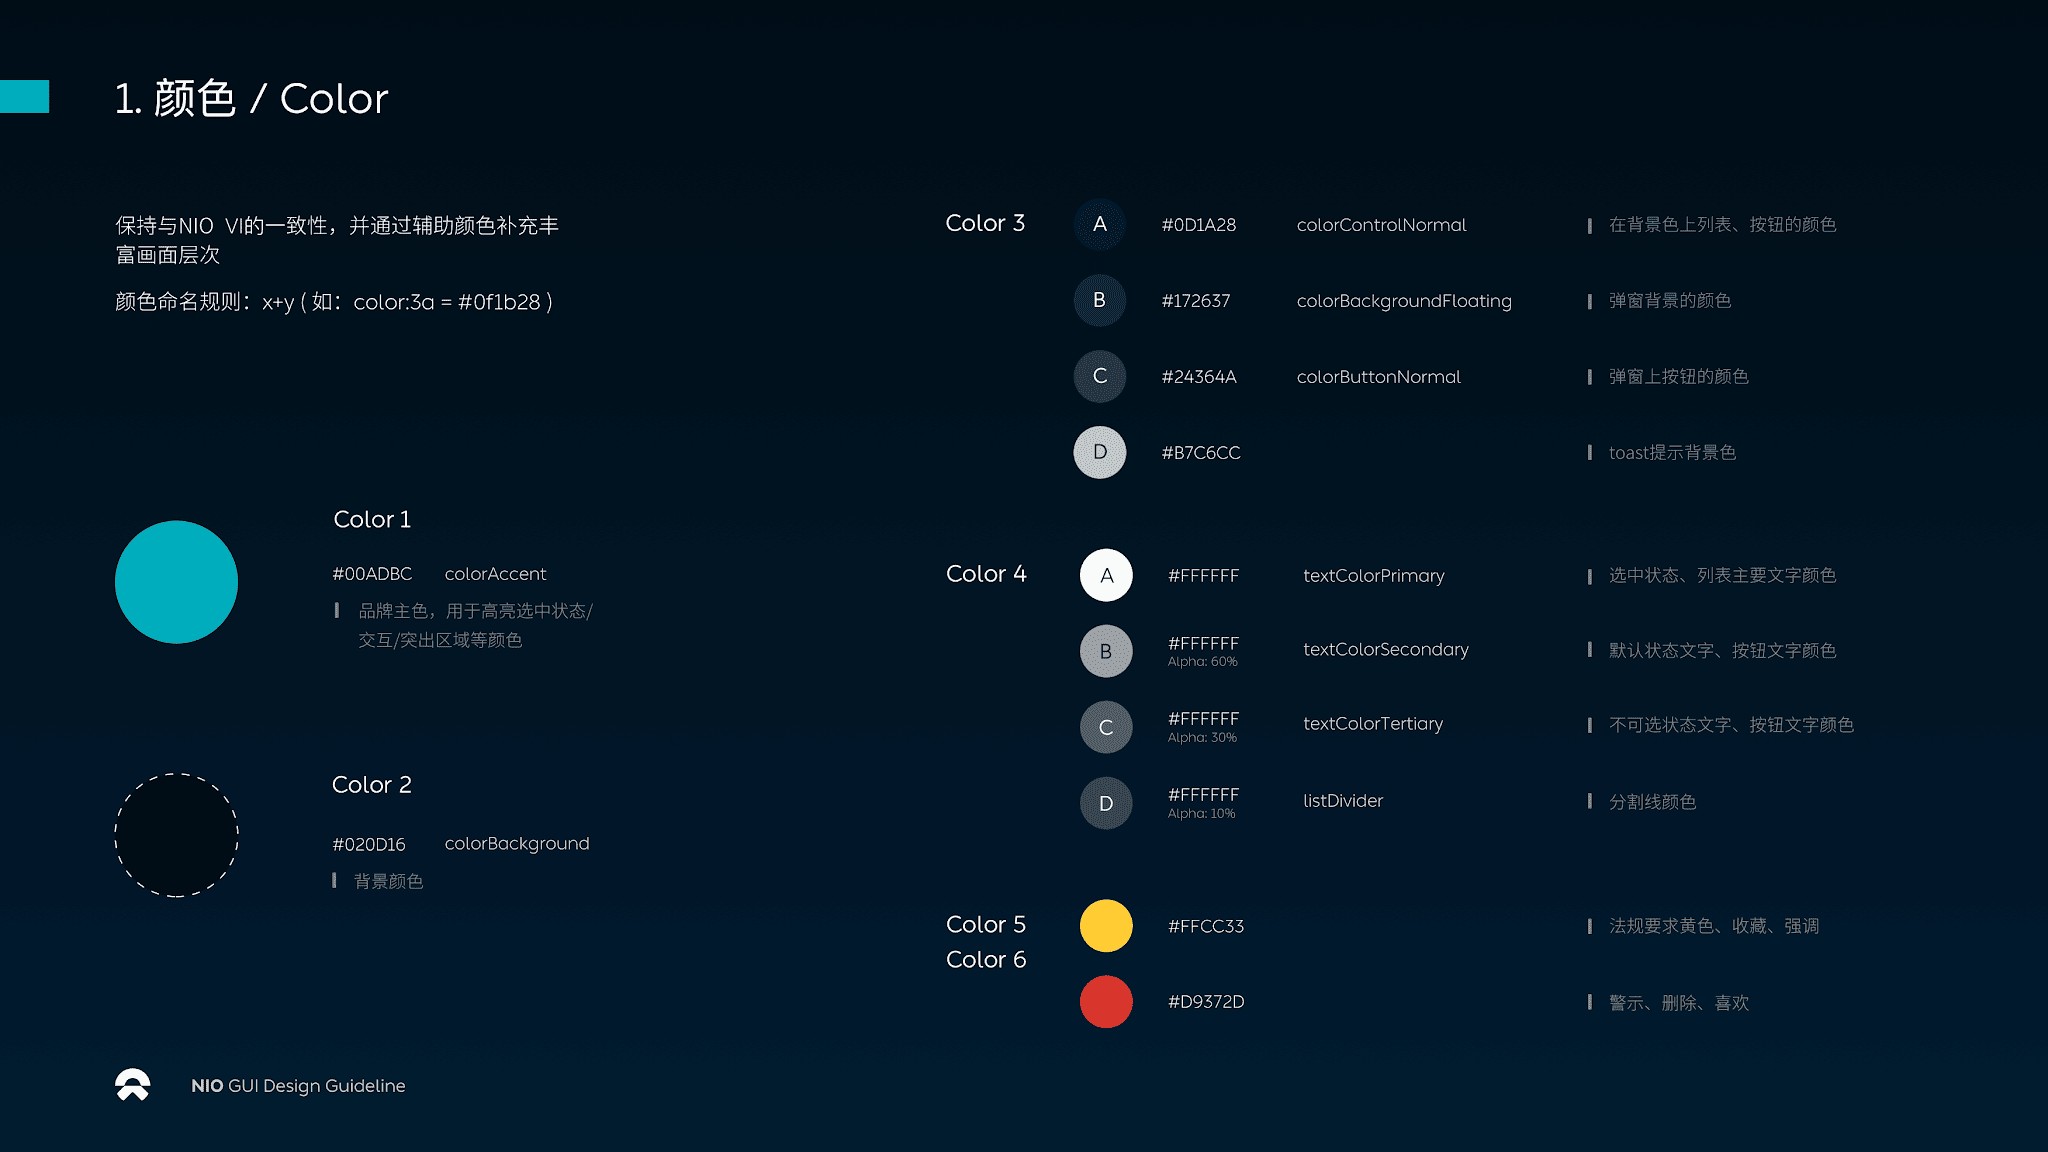 1. 颜色 / Color
保持与NIO VI的一致性，并通过辅助颜色补充丰
富画面层次
颜色命名规则：x+y ( 如：color:3a = #0f1b28 )
Color 1
#00ADBC colorAccent
品牌主色，用于高亮选中状态/
交互/突出区域等颜色
Color 2
#020D16 colorBackground
背景颜色
Color 3 A #0D1A28 colorControlNormal 在背景色上列表、按钮的颜色
B #172637 colorBackgroundFloating 弹窗背景的颜色
C #24364A colorButtonNormal 弹窗上按钮的颜色
D #B7C6CC toast提示背景色
Color 4 A #FFFFFF textColorPrimary 选中状态、列表主要文字颜色
B #FFFFFF textColorSecondary 默认状态文字、按钮文字颜色
Alpha: 60%
C #FFFFFF textColorTertiary 不可选状态文字、按钮文字颜色
Alpha: 30%
D #FFFFFF listDivider 分割线颜色
Alpha: 10%
Color 5 #FFCC33 法规要求黄色、收藏、强调
Color 6
#D9372D 警示、删除、喜欢
NIO GUI Design Guideline